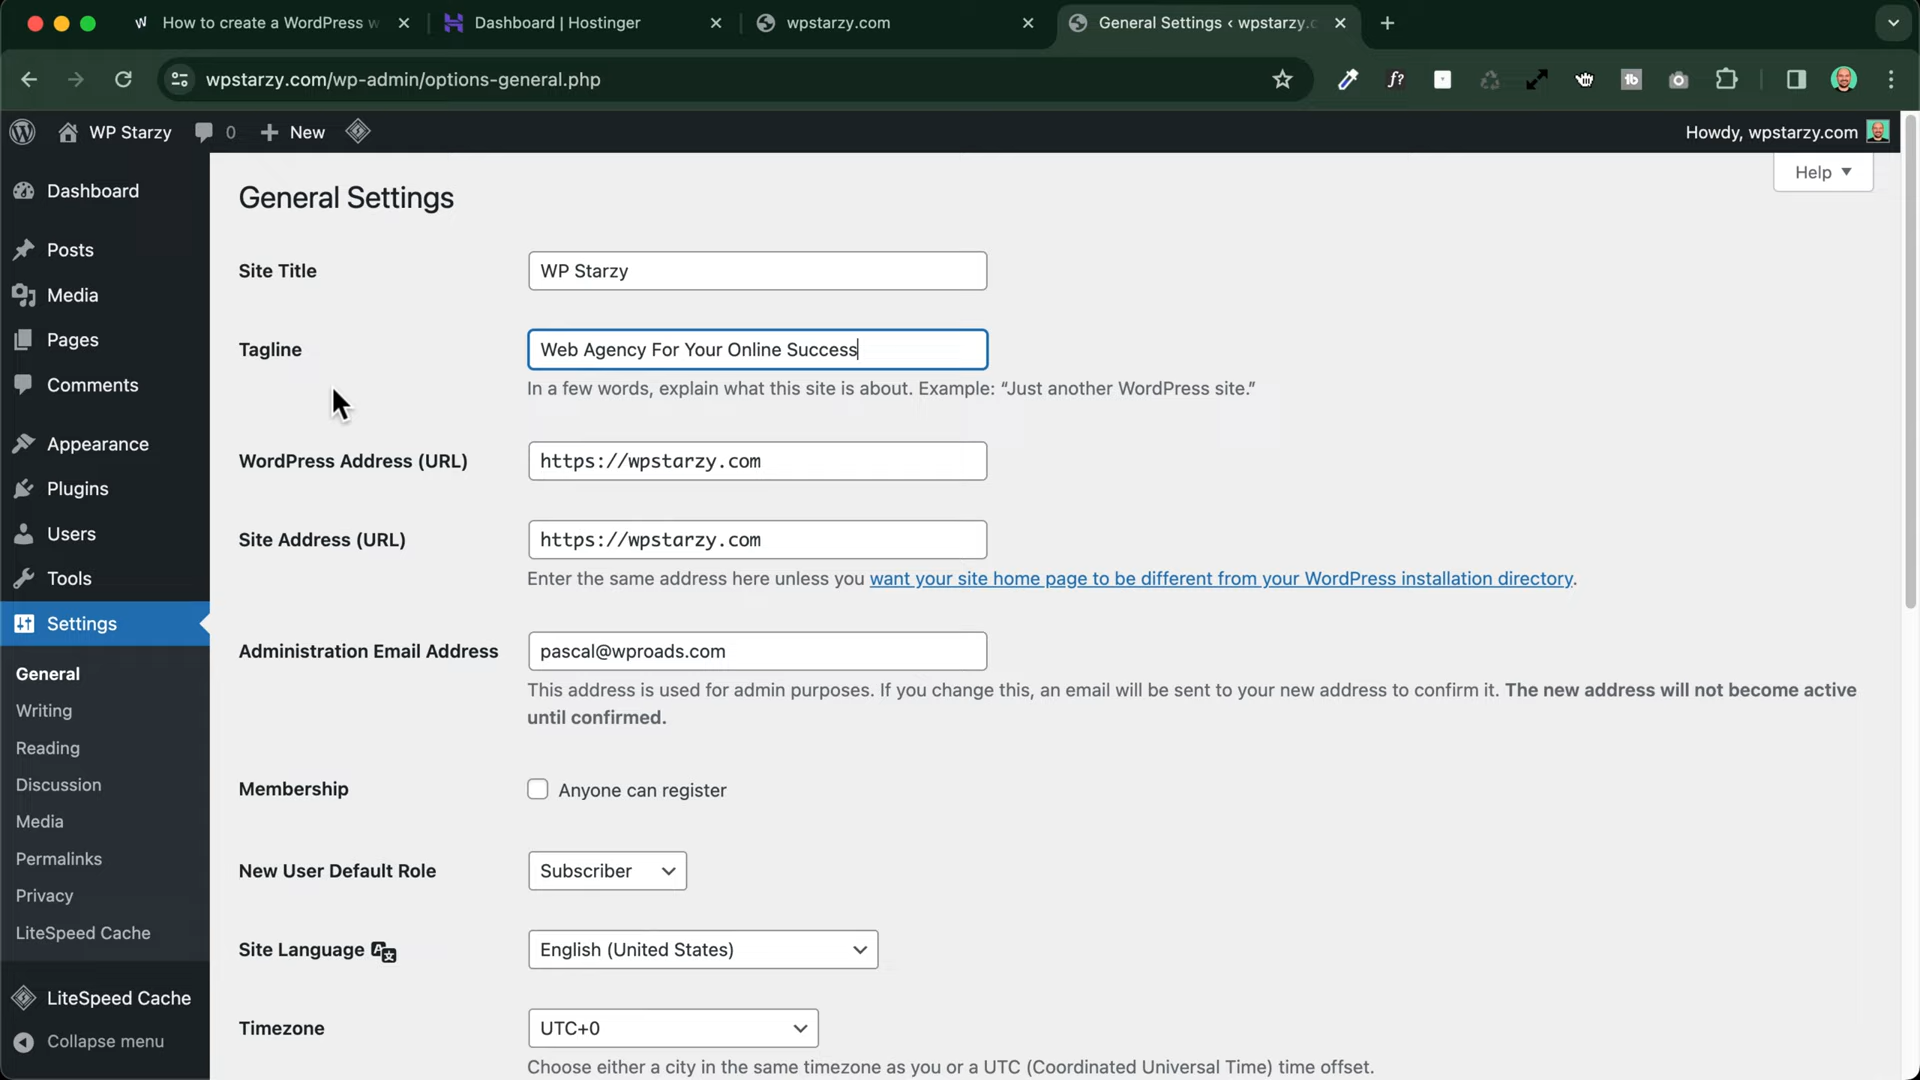 How to create a WordPress w
Dashboard | Hostinger
wpstarzy.com
General Settings ‹ wpstarzy.c
wpstarzy.com/wp-admin/options-general.php
f?
tb
WP Starzy
0
New
Howdy, wpstarzy.com
Help
Dashboard
Posts
Media
Pages
Comments
Appearance
Plugins
Users
Tools
Settings
General
Writing
Reading
Discussion
Media
Permalinks
Privacy
LiteSpeed Cache
LiteSpeed Cache
Collapse menu
General Settings
Site Title
WP Starzy
Tagline
Web Agency For Your Online Success
In a few words, explain what this site is about. Example: “Just another WordPress site.”
WordPress Address (URL)
https://wpstarzy.com
Site Address (URL)
https://wpstarzy.com
Enter the same address here unless you want your site home page to be different from your WordPress installation directory.
Administration Email Address
pascal@wproads.com
This address is used for admin purposes. If you change this, an email will be sent to your new address to confirm it. The new address will not become active
until confirmed.
Membership
Anyone can register
New User Default Role
Subscriber
Site Language
English (United States)
Timezone
UTC+0
Choose either a city in the same timezone as you or a UTC (Coordinated Universal Time) time offset.